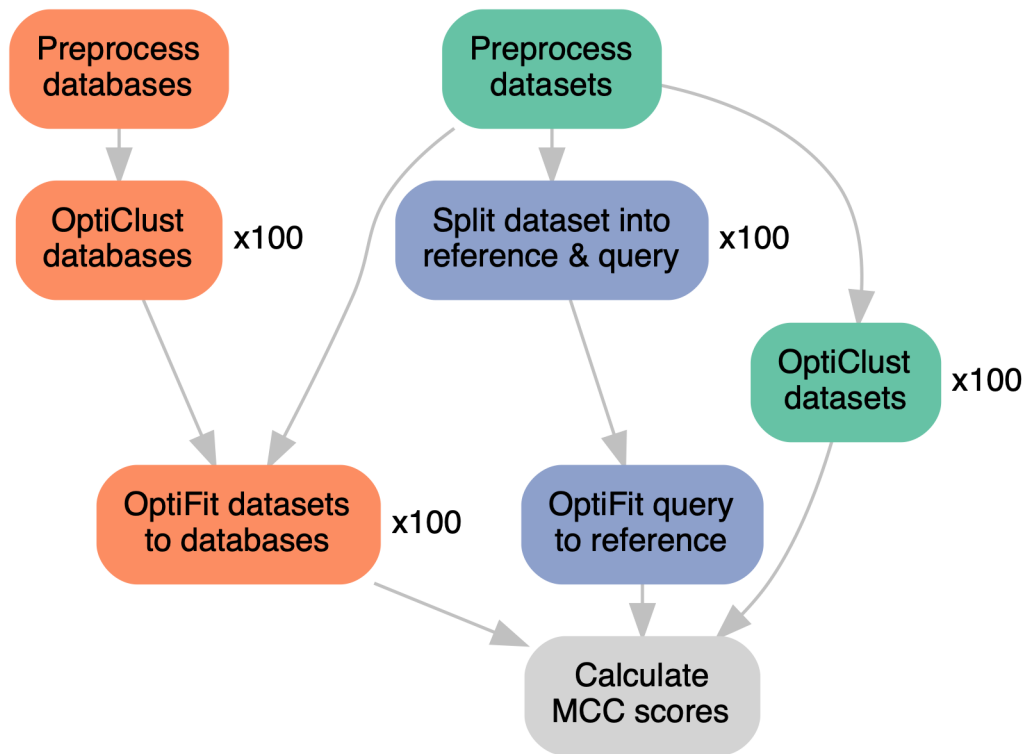 Preprocess
databases
Preprocess
datasets
OptiClust
databases
x100
Split dataset into
reference & query
x100
OptiClust
datasets
x100
OptiFit datasets
to databases
x100
OptiFit query
to reference
Calculate
MCC scores